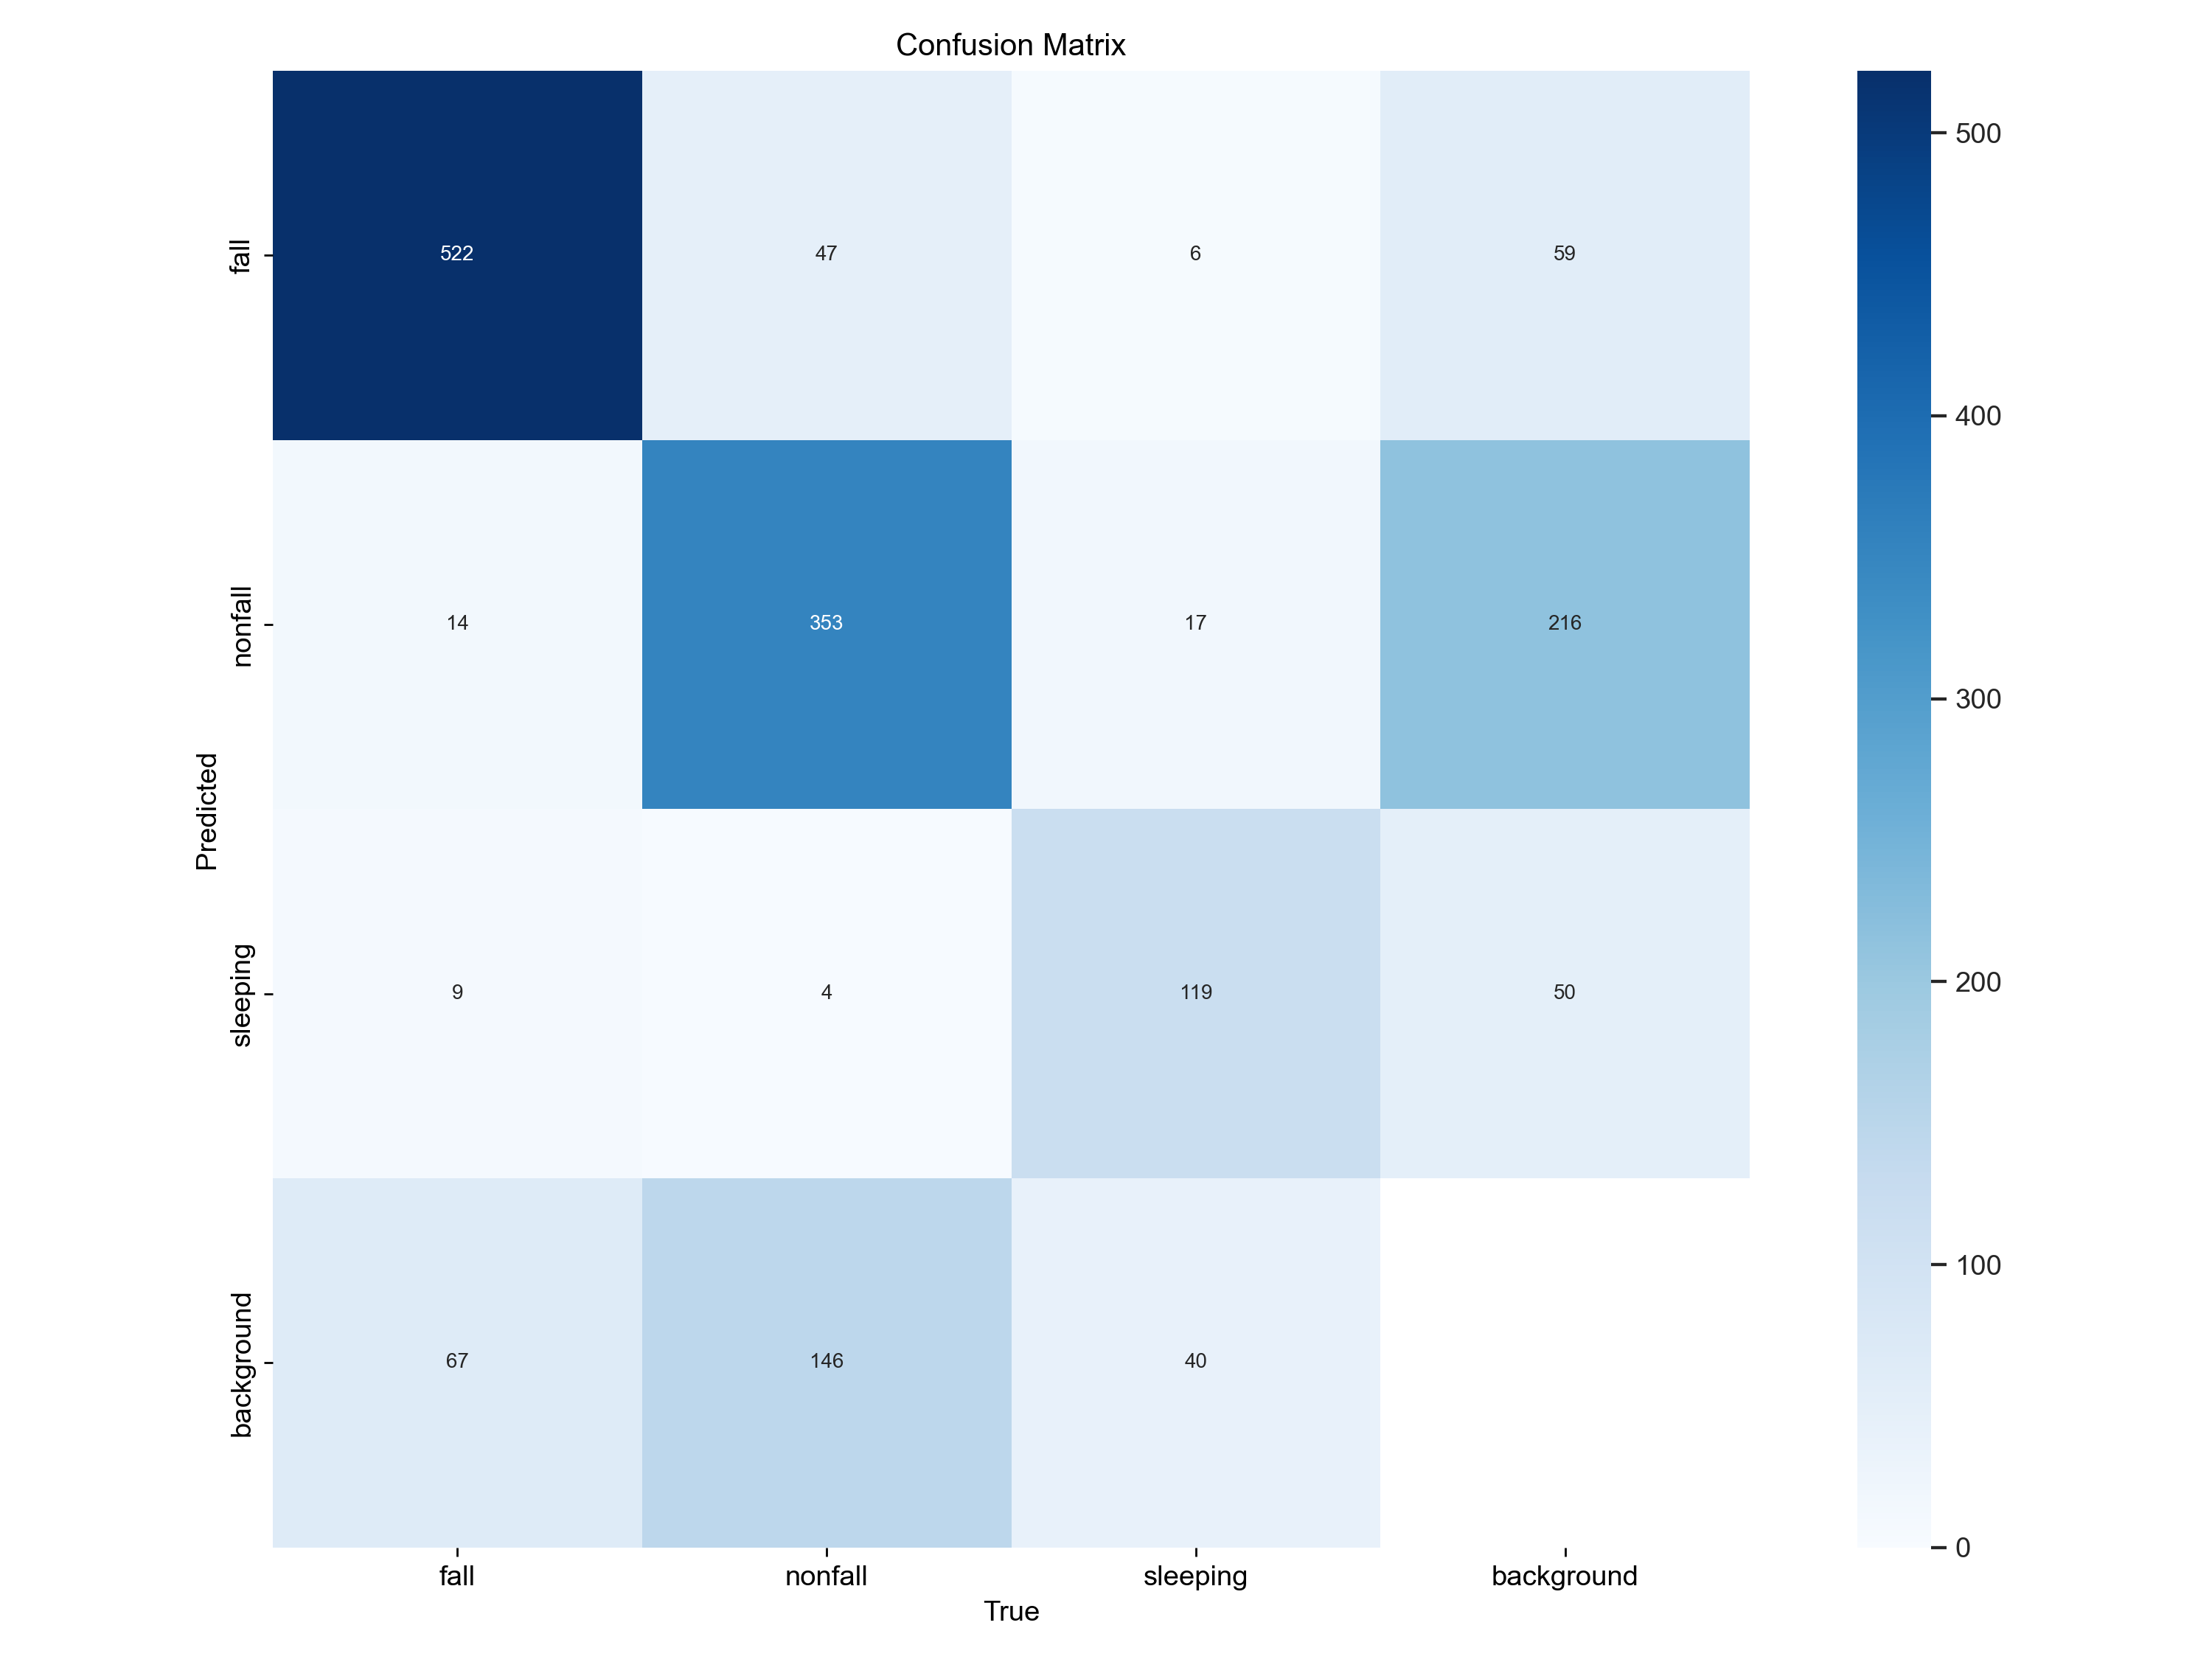 Confusion Matrix
fall
522
47
6
59
nonfall
14
353
17
216
sleeping
9
4
119
50
background
67
146
40
Predicted
fall
nonfall
sleeping
background
True
500
400
300
200
100
0